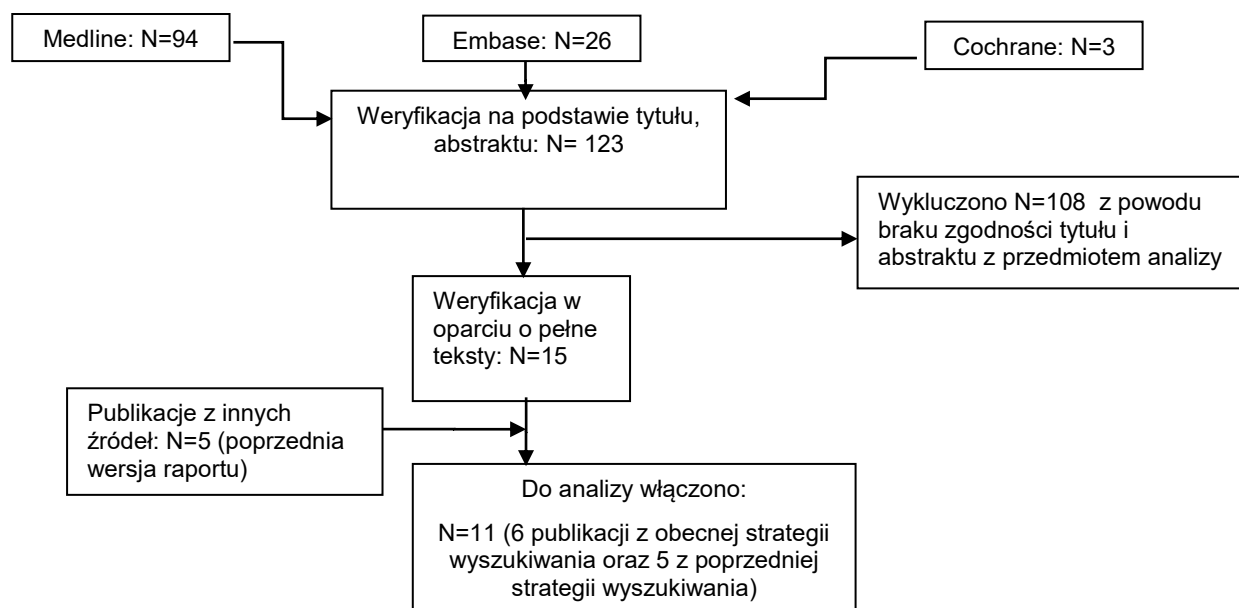 Medline: N=94
Embase: N=26
Cochrane: N=3
Weryfikacja na podstawie tytułu,
abstraktu: N= 123
Wykluczono N=108 z powodu
braku zgodności tytułu i
abstraktu z przedmiotem analizy
Weryfikacja w
oparciu o pełne
teksty: N=15
Publikacje z innych
źródeł: N=5 (poprzednia
wersja raportu)
Do analizy włączono:
N=11 (6 publikacji z obecnej strategii
wyszukiwania oraz 5 z poprzedniej
strategii wyszukiwania)